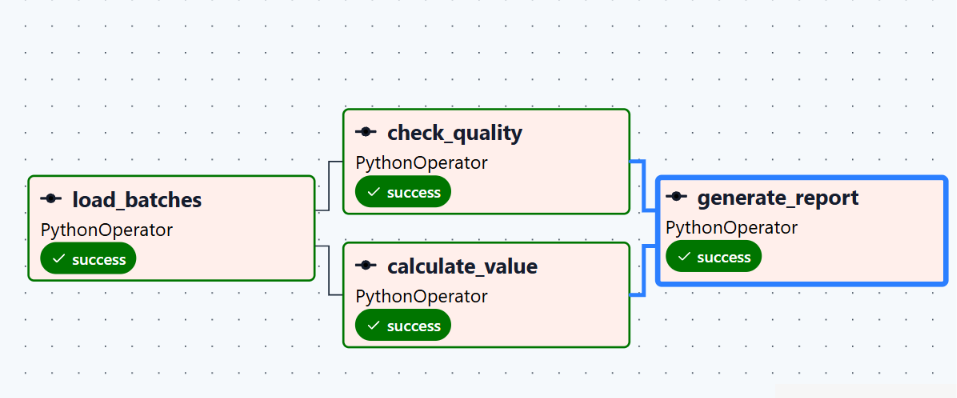 load_batches
PythonOperator
success
check_quality
PythonOperator
success
calculate_value
PythonOperator
success
generate_report
PythonOperator
success